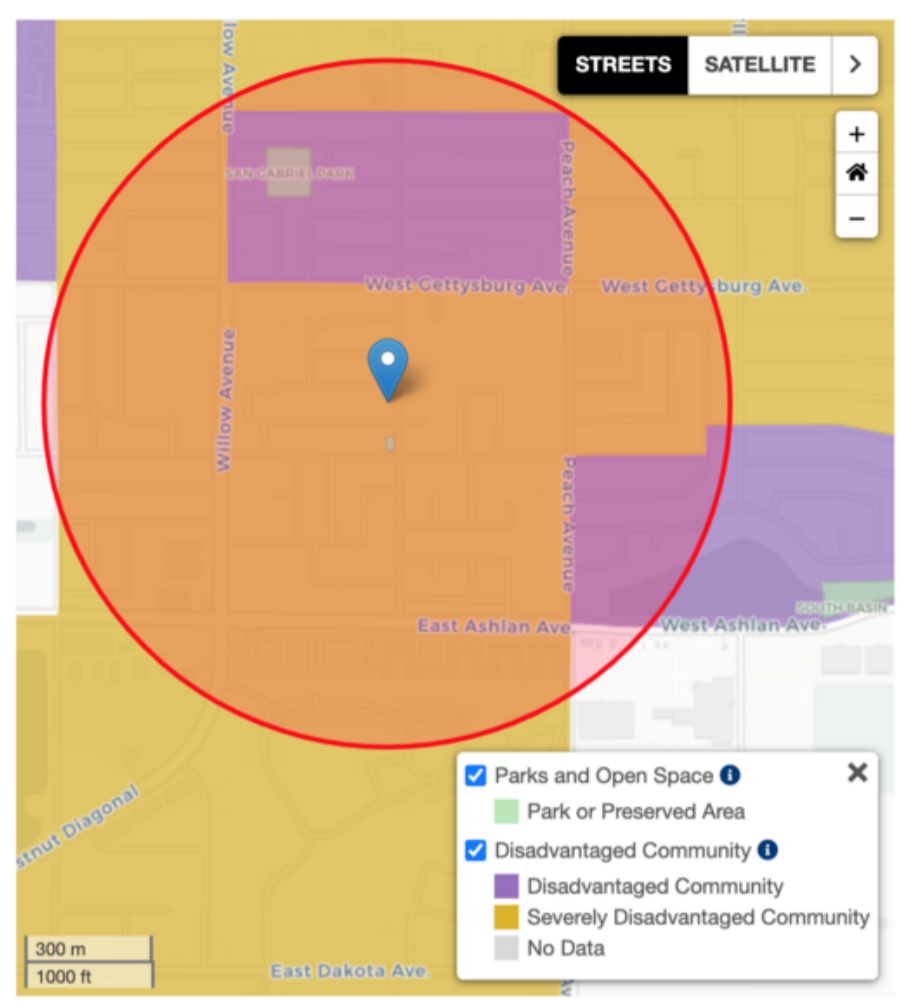 low Avenue
STREETS
SATELLITE
SAN GABRIEL PARK
Peach Avenue
West Gettysburg Ave.
West Gettysburg Ave.
Willow Avenue
Peach Avenue
SOUTH BASIN
East Ashlan Ave.
West Ashlan Ave.
Parks and Open Space
Park or Preserved Area
Disadvantaged Community
Disadvantaged Community
Severely Disadvantaged Community
No Data
stnut Diagonal
300 m
1000 ft
East Dakota Ave.